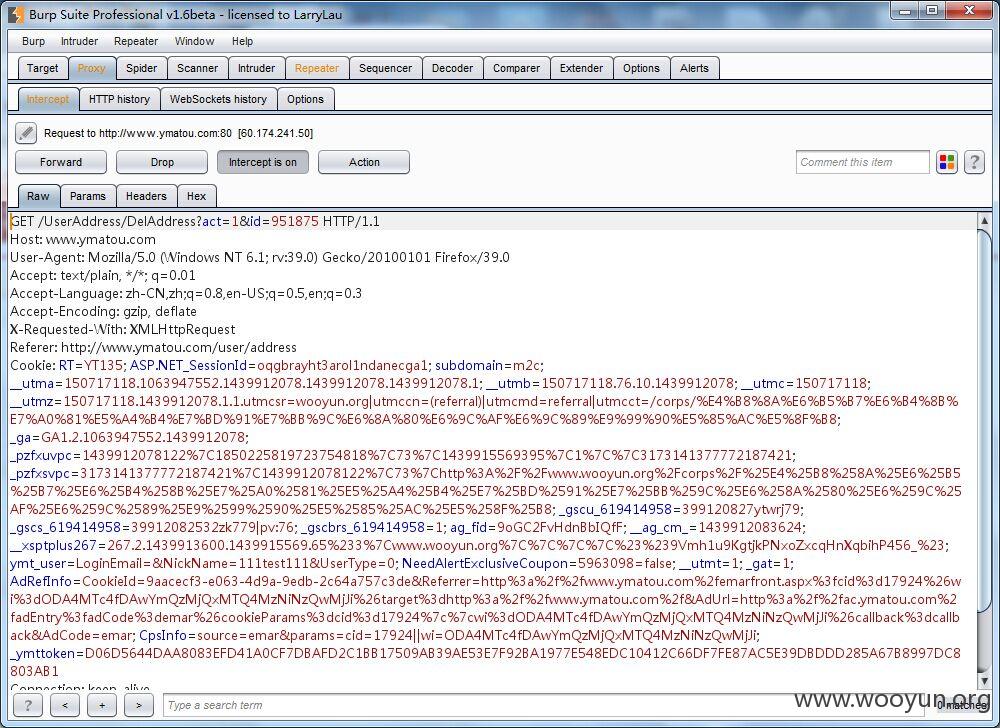 Burp Suite Professional v1.6beta - licensed to LarryLau
Burp Intruder Repeater Window Help
Target Proxy Spider Scanner Intruder Repeater Sequencer Decoder Comparer Extender Options Alerts
Intercept HTTP history WebSockets history Options
Request to http://www.ymatou.com:80 [60.174.241.50]
Forward Drop Intercept is on Action Comment this item ?
Raw Params Headers Hex
GET /UserAddress/DelAddress?act=1&id=951875 HTTP/1.1
Host: www.ymatou.com
User-Agent: Mozilla/5.0 (Windows NT 6.1; rv:39.0) Gecko/20100101 Firefox/39.0
Accept: text/plain, */*; q=0.01
Accept-Language: zh-CN,zh;q=0.8,en-US;q=0.5,en;q=0.3
Accept-Encoding: gzip, deflate
X-Requested-With: XMLHttpRequest
Referer: http://www.ymatou.com/user/address
Cookie: RT=YT135; ASP.NET_SessionId=oqgbrayht3arol1ndanecga1; subdomain=m2c;
__utma=150717118.1063947552.1439912078.1439912078.1439912078.1; __utmb=150717118.76.10.1439912078; __utmc=150717118;
__utmz=150717118.1439912078.1.1.utmcsr=wooyun.org|utmccn=(referral)|utmcmd=referral|utmcct=/corps/%E4%B8%8A%E6%B5%B7%E6%B4%8B%
E7%A0%81%E5%A4%B4%E7%BD%91%E7%BB%9C%E6%8A%80%E6%9C%AF%E6%9C%89%E9%99%90%E5%85%AC%E5%8F%B8;
_ga=GA1.2.1063947552.1439912078;
_pzfxuvpc=1439912078122%7C1850225819723754818%7C73%7C1439915569395%7C1%7C%7C3173141377772187421;
_pzfxsvpc=3173141377772187421%7C1439912078122%7C73%7Chttp%3A%2F%2Fwww.wooyun.org%2Fcorps%2F%25E4%25B8%258A%25E6%25B5
%25B7%25E6%25B4%258B%25E7%25A0%2581%25E5%25A4%25B4%25E7%25BD%2591%25E7%25BB%259C%25E6%258A%2580%25E6%259C%25
AF%25E6%259C%2589%25E9%2599%2590%25E5%2585%25AC%25E5%258F%25B8; _gscu_619414958=399120827ytwrj79;
_gscs_619414958=39912082532zk779|pv:76; _gscbrs_619414958=1; ag_fid=9oGC2FvHdnBbIQfF; __ag_cm_=1439912083624;
__xsptplus267=267.2.1439913600.1439915569.65%233%7Cwww.wooyun.org%7C%7C%7C%7C%23%239Vmh1u9KgtjkPNxoZxcqHnXqbihP456_%23;
ymt_user=LoginEmail=&NickName=111test111&UserType=0; NeedAlertExclusiveCoupon=5963098=false; __utmt=1; _gat=1;
AdRefInfo=CookieId=9aacecf3-e063-4d9a-9edb-2c64a757c3de&Referrer=http%3a%2f%2fwww.ymatou.com%2femarfront.aspx%3fcid%3d17924%26w
i%3dODA4MTc4fDAwYmQzMjQxMTQ4MzNiNzQwMjJi%26target%3dhttp%3a%2f%2fwww.ymatou.com%2f&AdUrl=http%3a%2f%2fac.ymatou.com%2
fadEntry%3fadCode%3demar%26cookieParams%3dcid%3d17924%7c%7cwi%3dODA4MTc4fDAwYmQzMjQxMTQ4MzNiNzQwMjJi%26callback%3dcallb
ack&AdCode=emar; CpsInfo=source=emar&params=cid=17924||wi=ODA4MTc4fDAwYmQzMjQxMTQ4MzNiNzQwMjJi;
_ymttoken=D06D5644DAA8083EFD41A0CF7DBAFD2C1BB17509AB39AE53E7F92BA1977E548EDC10412C66DF7FE87AC5E39DBDDD285A67B8997DC8
803AB1
Connection: keep-alive
? < + > Type a search term 0 matches
www.wooyun.org